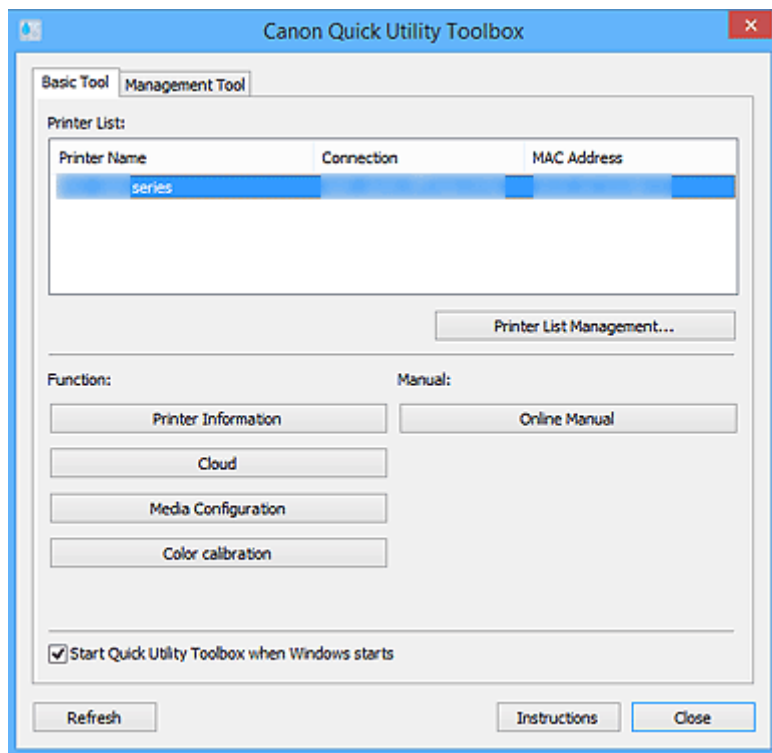 Canon Quick Utility Toolbox
Basic Tool Management Tool
Printer List:
Printer Name Connection MAC Address
series
Printer List Management...
Function: Manual:
Printer Information Online Manual
Cloud
Media Configuration
Color calibration
Start Quick Utility Toolbox when Windows starts
Refresh Instructions Close